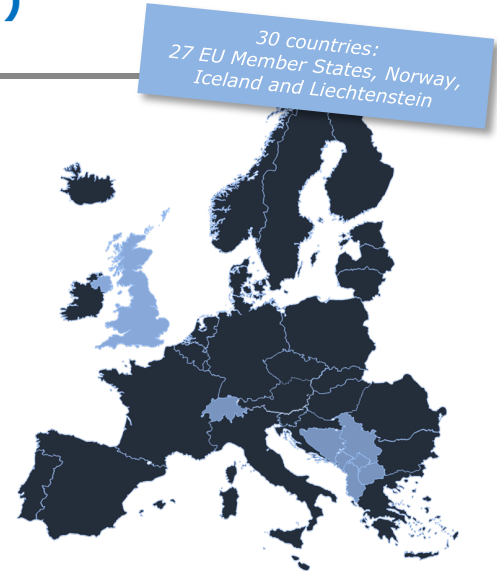 )
30 countries:
27 EU Member States, Norway,
Iceland and Liechtenstein